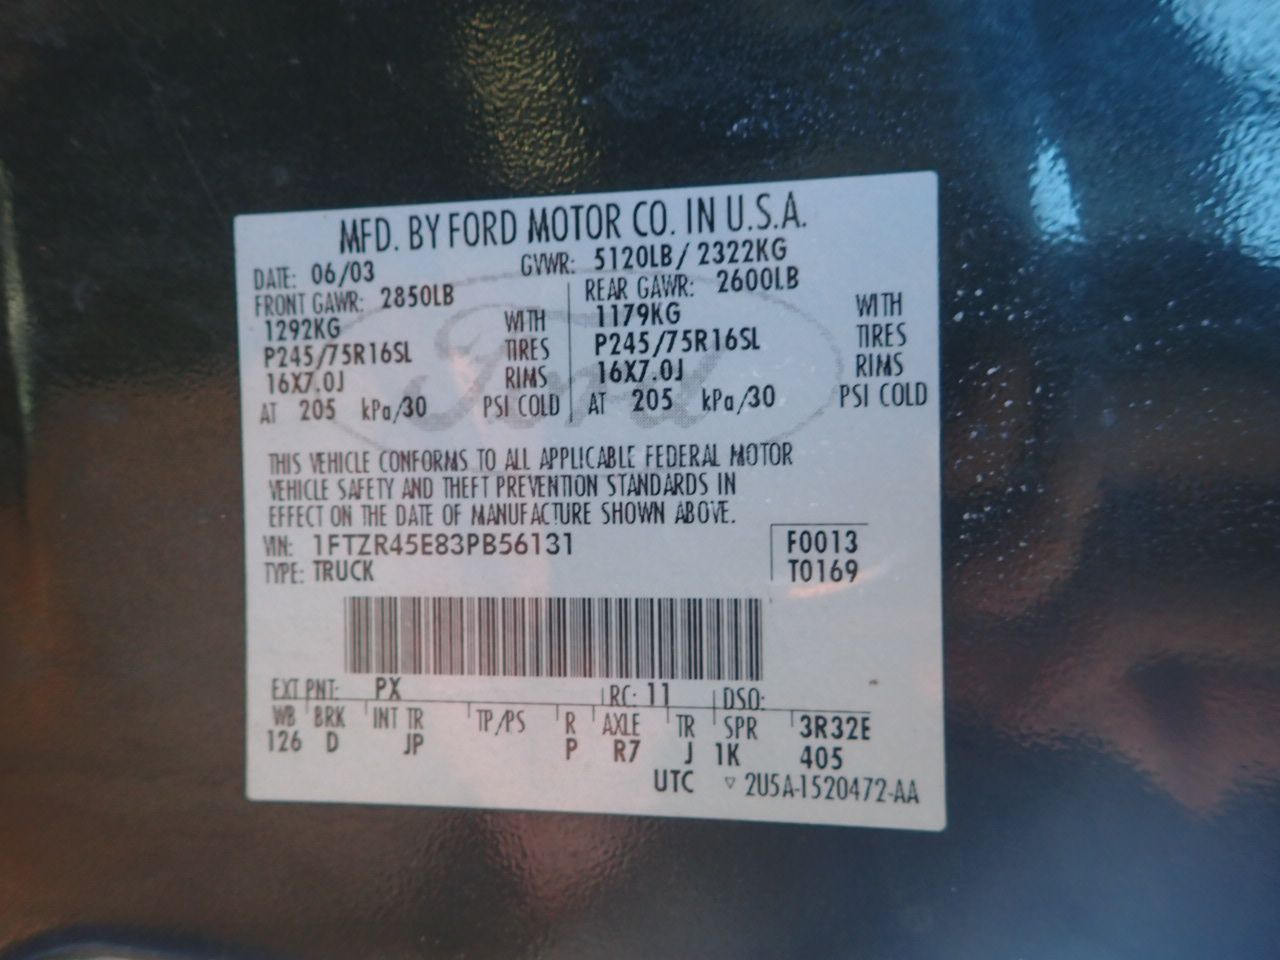 MFD. BY FORD MOTOR CO. IN U.S.A.
DATE: 06/03 GVWR: 5120LB / 2322KG
FRONT GAWR: 2850LB REAR GAWR: 2600LB
1292KG WITH 1179KG WITH
P245/75R16SL TIRES P245/75R16SL TIRES
16X7.0J RIMS 16X7.0J RIMS
AT 205 kPa/30 PSI COLD AT 205 kPa/30 PSI COLD
Ford
THIS VEHICLE CONFORMS TO ALL APPLICABLE FEDERAL MOTOR
VEHICLE SAFETY AND THEFT PREVENTION STANDARDS IN
EFFECT ON THE DATE OF MANUFACTURE SHOWN ABOVE.
VIN: 1FTZR45E83PB56131 F0013
TYPE: TRUCK T0169
EXT PNT: PX RC: 11 DSO:
WB BRK INT TR TP/PS R AXLE TR SPR 3R32E
126 D JP P R7 J 1K 405
UTC ▽ 2U5A-1520472-AA